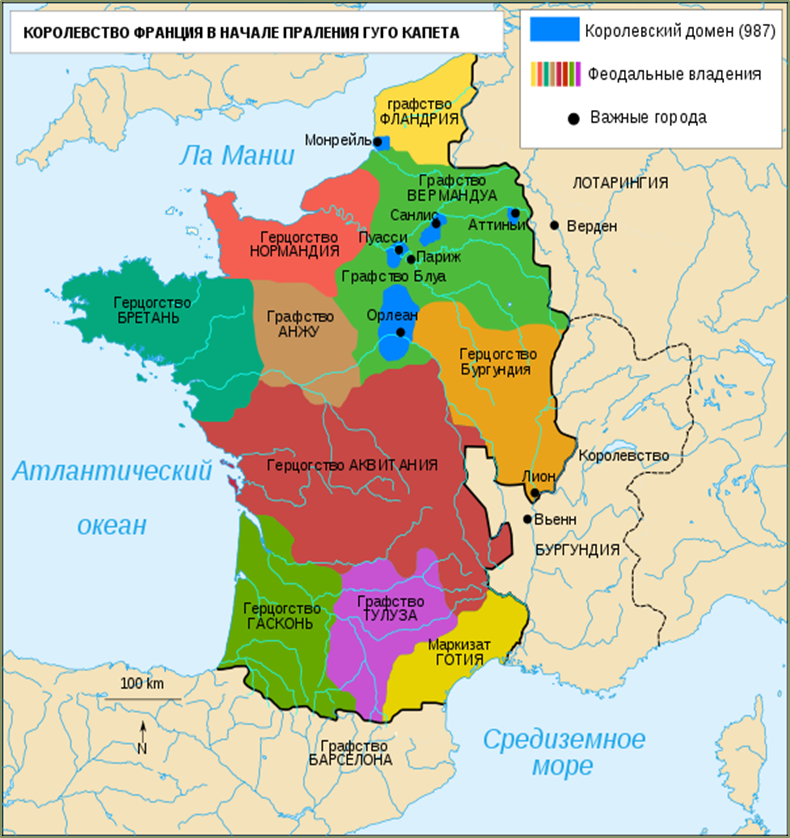 КОРОЛЕВСТВО ФРАНЦИЯ В НАЧАЛЕ ПРАЛЕНИЯ ГУГО КАПЕТА
Королевский домен (987)
Феодальные владения
Важные города
графство
ФЛАНДРИЯ
Монрейль
Ла Манш
Графство
ВЕРМАНДУА
ЛОТАРИНГИЯ
Санлис
Аттиньи
Верден
Пуасси
Париж
Герцогство
НОРМАНДИЯ
Графство Блуа
Герцогство
БРЕТАНЬ
Графство
АНЖУ
Орлеан
Герцогство
Бургундия
Атлантический
океан
Герцогство АКВИТАНИЯ
Королевство
Лион
Вьенн
БУРГУНДИЯ
Герцогство
ГАСКОНЬ
Графство
ТУЛУЗА
Маркизат
ГОТИЯ
100 km
N
Графство
БАРСЕЛОНА
Средиземное
море